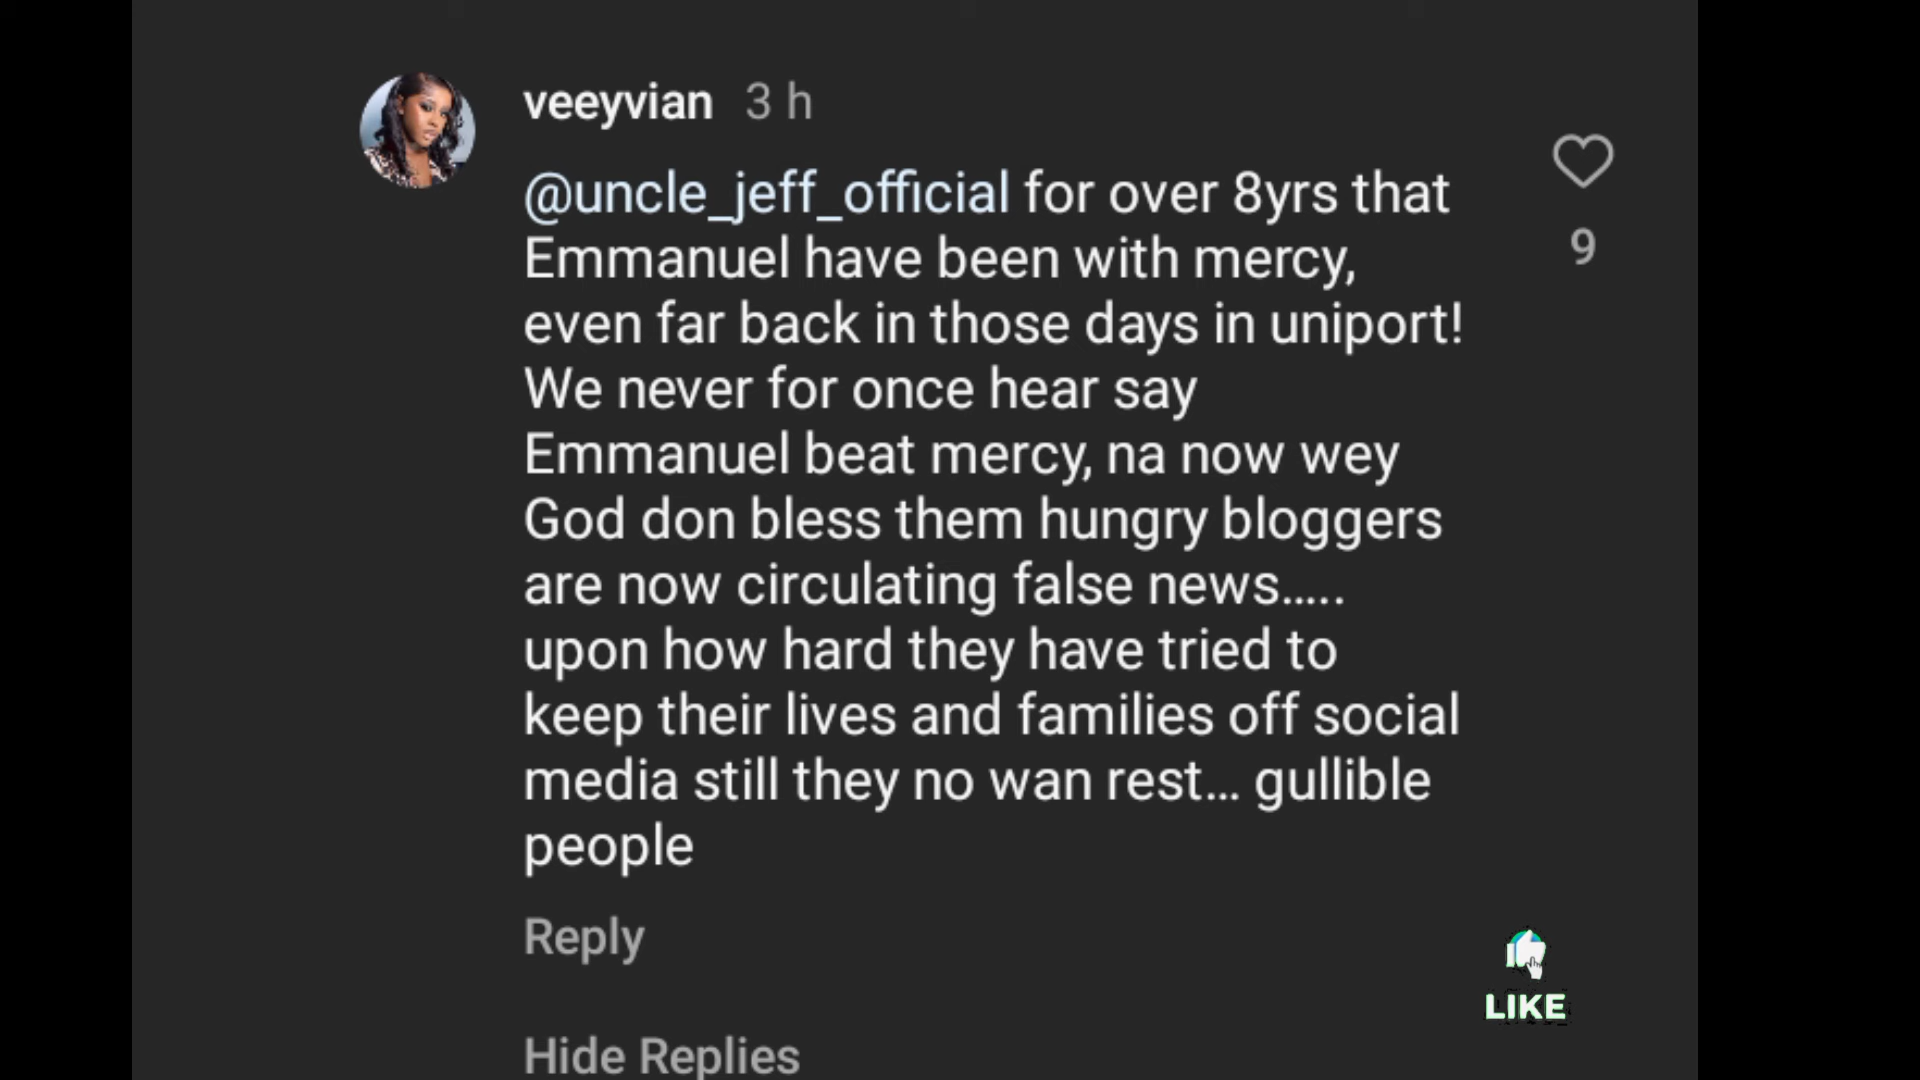 veeyvian 3 h
@uncle_jeff_official for over 8yrs that
Emmanuel have been with mercy,
9
even far back in those days in uniport!
We never for once hear say
Emmanuel beat mercy, na now wey
God don bless them hungry bloggers
are now circulating false news.....
upon how hard they have tried to
keep their lives and families off social
media still they no wan rest... gullible
people
Reply
LIKE
Hide Replies